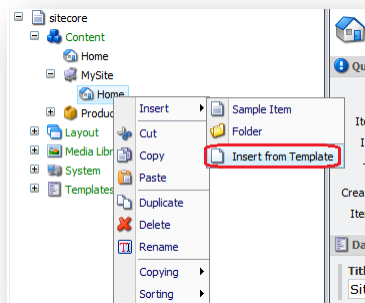 sitecore
Content
Home
MySite
Home
Produc
Layout
Media Libr
System
Templates
Insert
Cut
Copy
Paste
Duplicate
Delete
Rename
Copying
Sorting
Sample Item
Folder
Insert from Template
Qu
Ite
I
Crea
Ite
Da
Titl
Sit